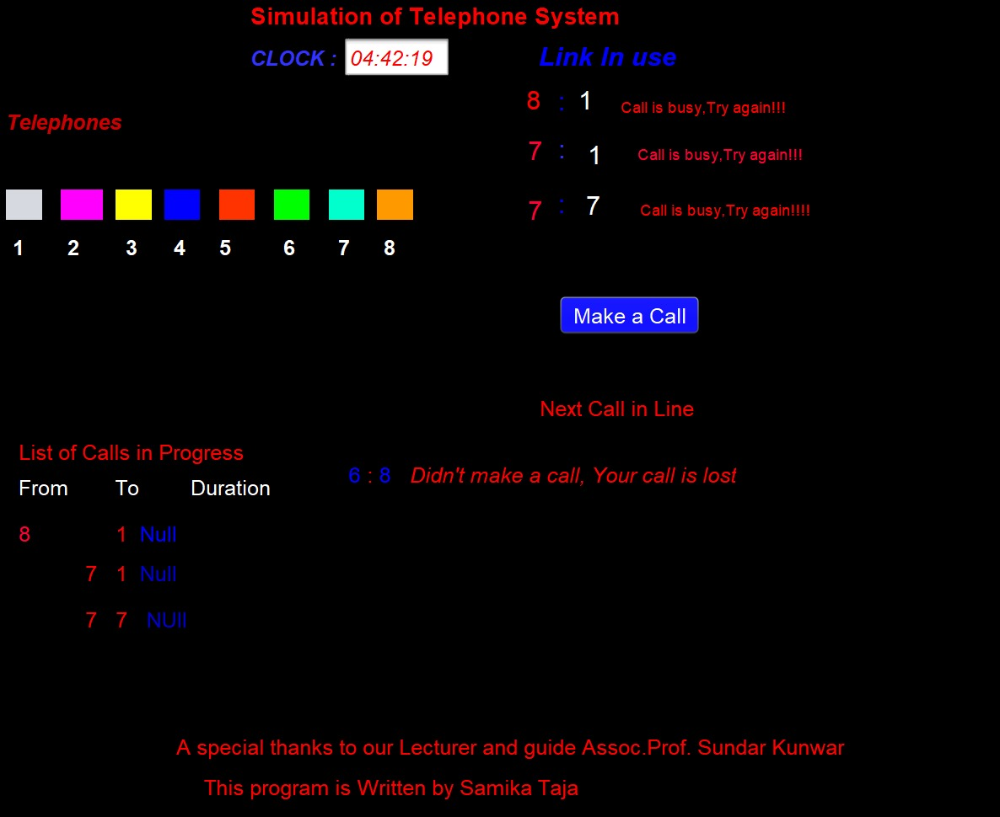 Simulation of Telephone System
CLOCK : 04:42:19
Link In use
8 : 1 Call is busy,Try again!!!
Telephones
7 : 1 Call is busy,Try again!!!
7 : 7 Call is busy,Try again!!!!
1 2 3 4 5 6 7 8
Make a Call
Next Call in Line
6 : 8 Didn't make a call, Your call is lost
List of Calls in Progress
From To Duration
8 1 Null
7 1 Null
7 7 NUll
A special thanks to our Lecturer and guide Assoc.Prof. Sundar Kunwar
This program is Written by Samika Taja